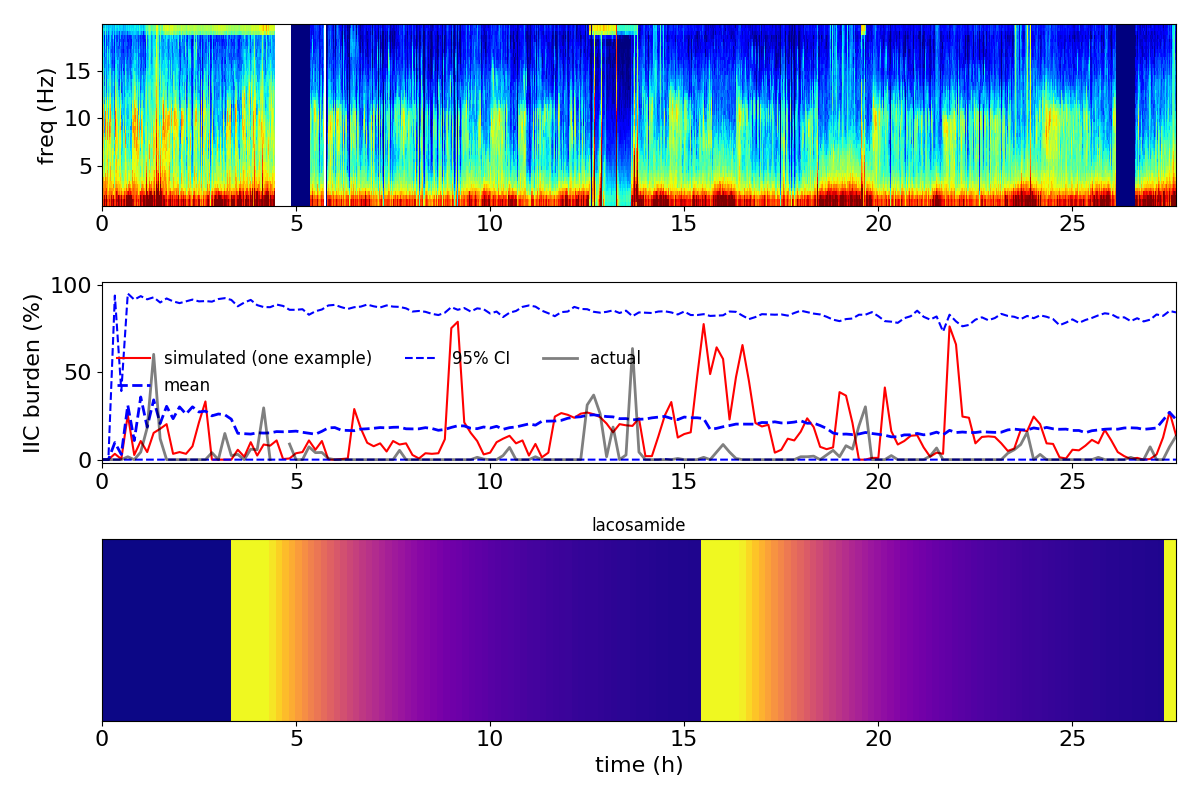 freq (Hz)
15
10
5
0 5 10 15 20 25
IIC burden (%)
100
50
0
simulated (one example) 95% CI actual
mean
0 5 10 15 20 25
lacosamide
0 5 10 15 20 25
time (h)